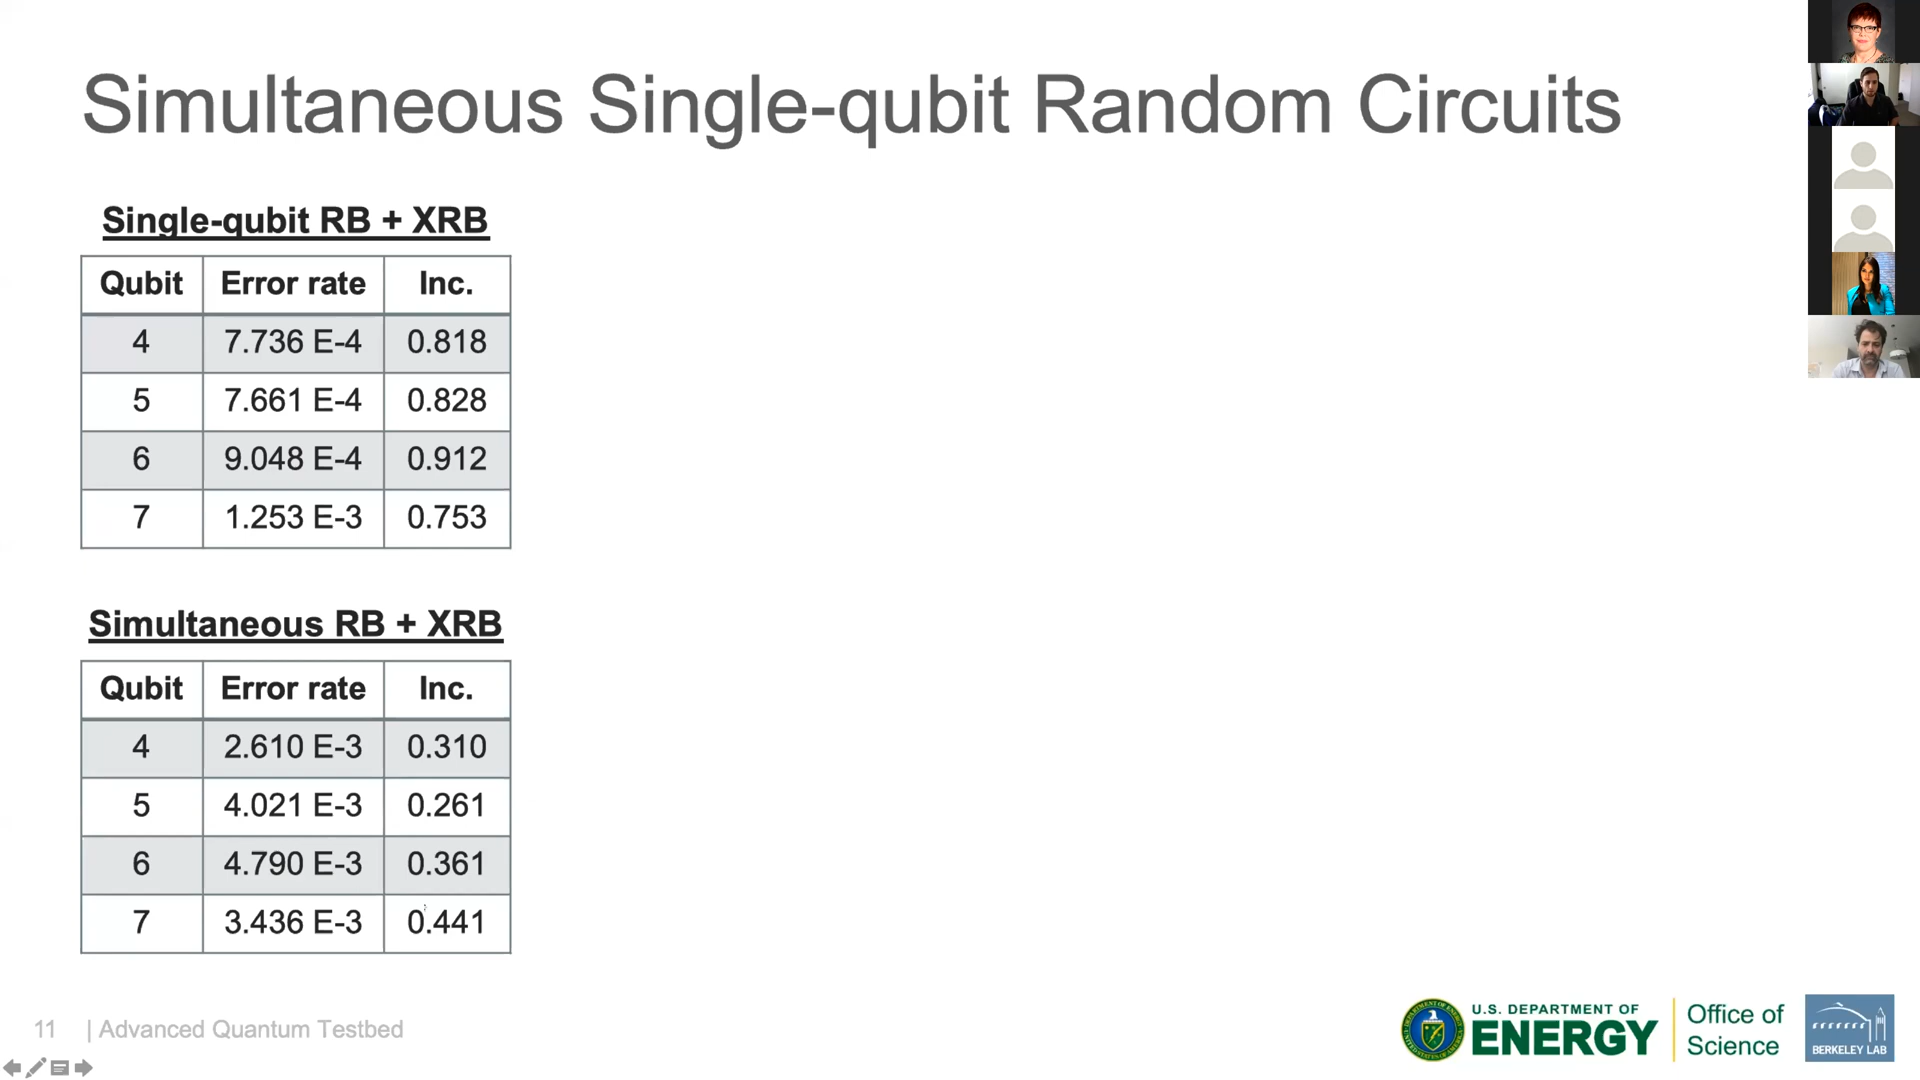 Simultaneous Single-qubit Random Circuits
Single-qubit RB + XRB
Qubit Error rate Inc.
4 7.736 E-4 0.818
5 7.661 E-4 0.828
6 9.048 E-4 0.912
7 1.253 E-3 0.753
Simultaneous RB + XRB
Qubit Error rate Inc.
4 2.610 E-3 0.310
5 4.021 E-3 0.261
6 4.790 E-3 0.361
7 3.436 E-3 0.441
11 | Advanced Quantum Testbed
U.S. DEPARTMENT OF
ENERGY
Office of
Science
BERKELEY LAB